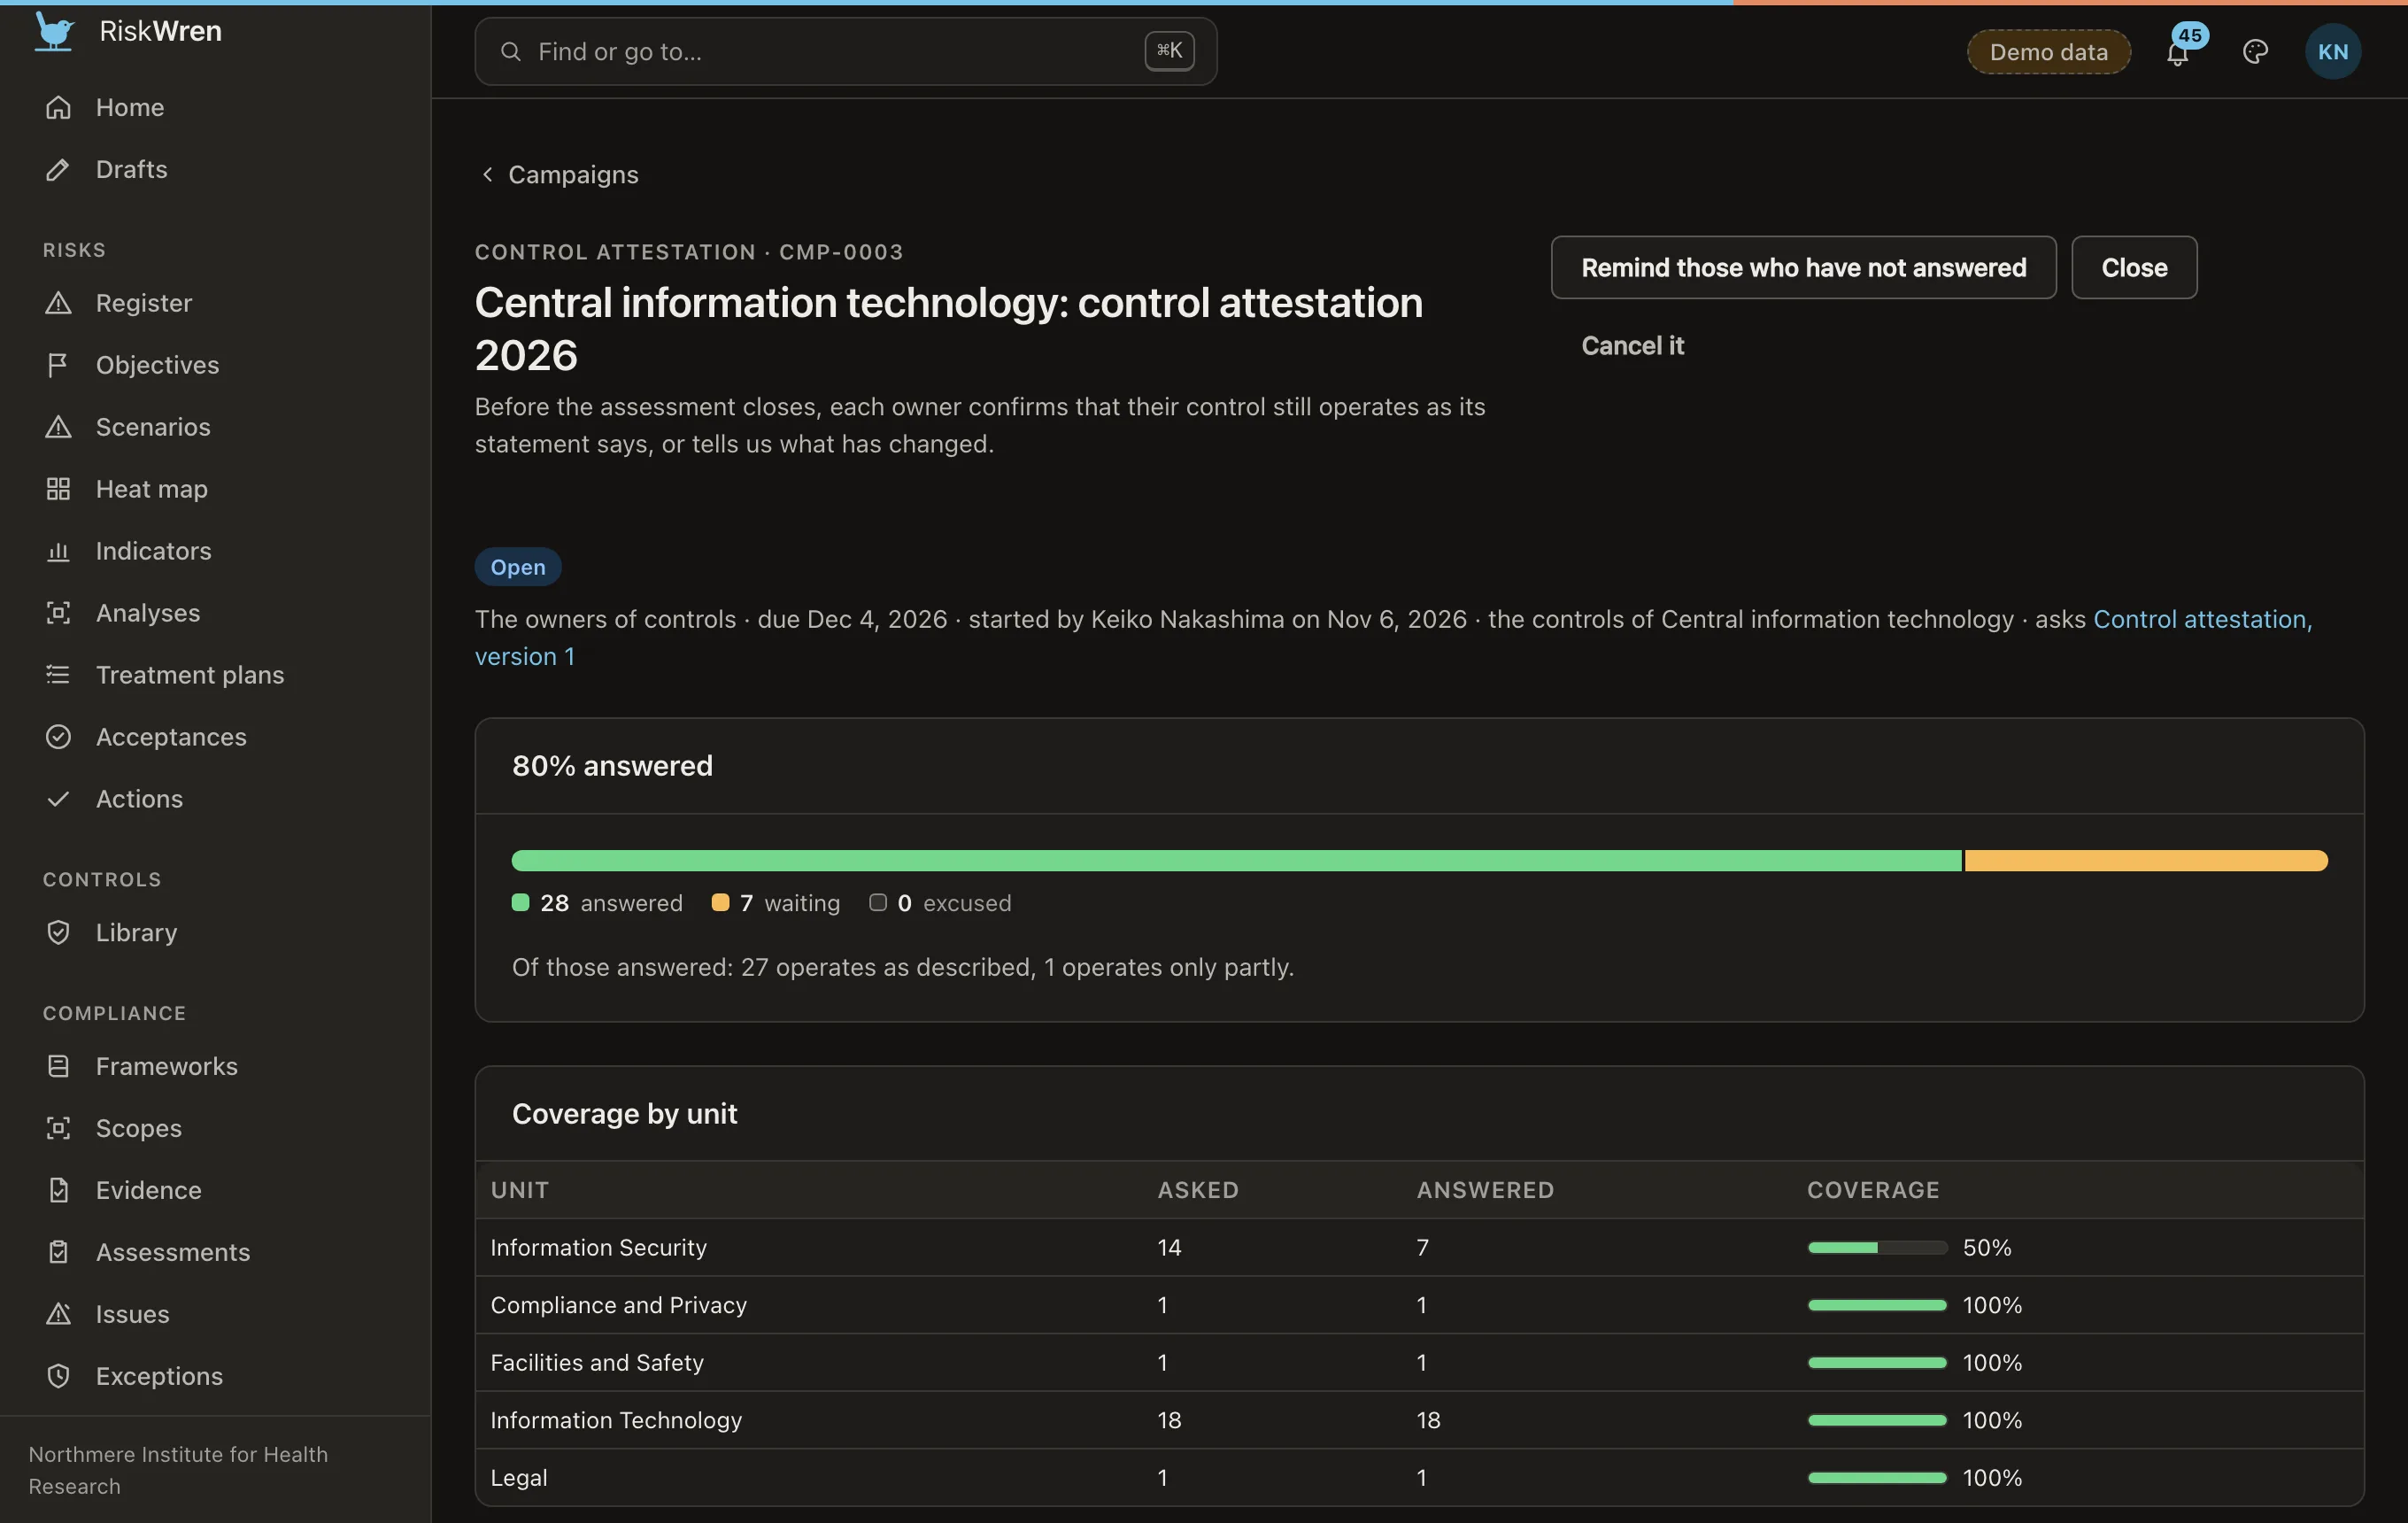 RiskWren
Find or go to...
⌘K
Demo data
45
KN
Home
Drafts
RISKS
Register
Objectives
Scenarios
Heat map
Indicators
Analyses
Treatment plans
Acceptances
Actions
CONTROLS
Library
COMPLIANCE
Frameworks
Scopes
Evidence
Assessments
Issues
Exceptions
Northmere Institute for Health
Research
Campaigns
CONTROL ATTESTATION · CMP-0003
Central information technology: control attestation
2026
Before the assessment closes, each owner confirms that their control still operates as its
statement says, or tells us what has changed.
Remind those who have not answered
Close
Cancel it
Open
The owners of controls · due Dec 4, 2026 · started by Keiko Nakashima on Nov 6, 2026 · the controls of Central information technology · asks Control attestation,
version 1
80% answered
28 answered 7 waiting 0 excused
Of those answered: 27 operates as described, 1 operates only partly.
Coverage by unit
UNIT ASKED ANSWERED COVERAGE
Information Security 14 7 50%
Compliance and Privacy 1 1 100%
Facilities and Safety 1 1 100%
Information Technology 18 18 100%
Legal 1 1 100%